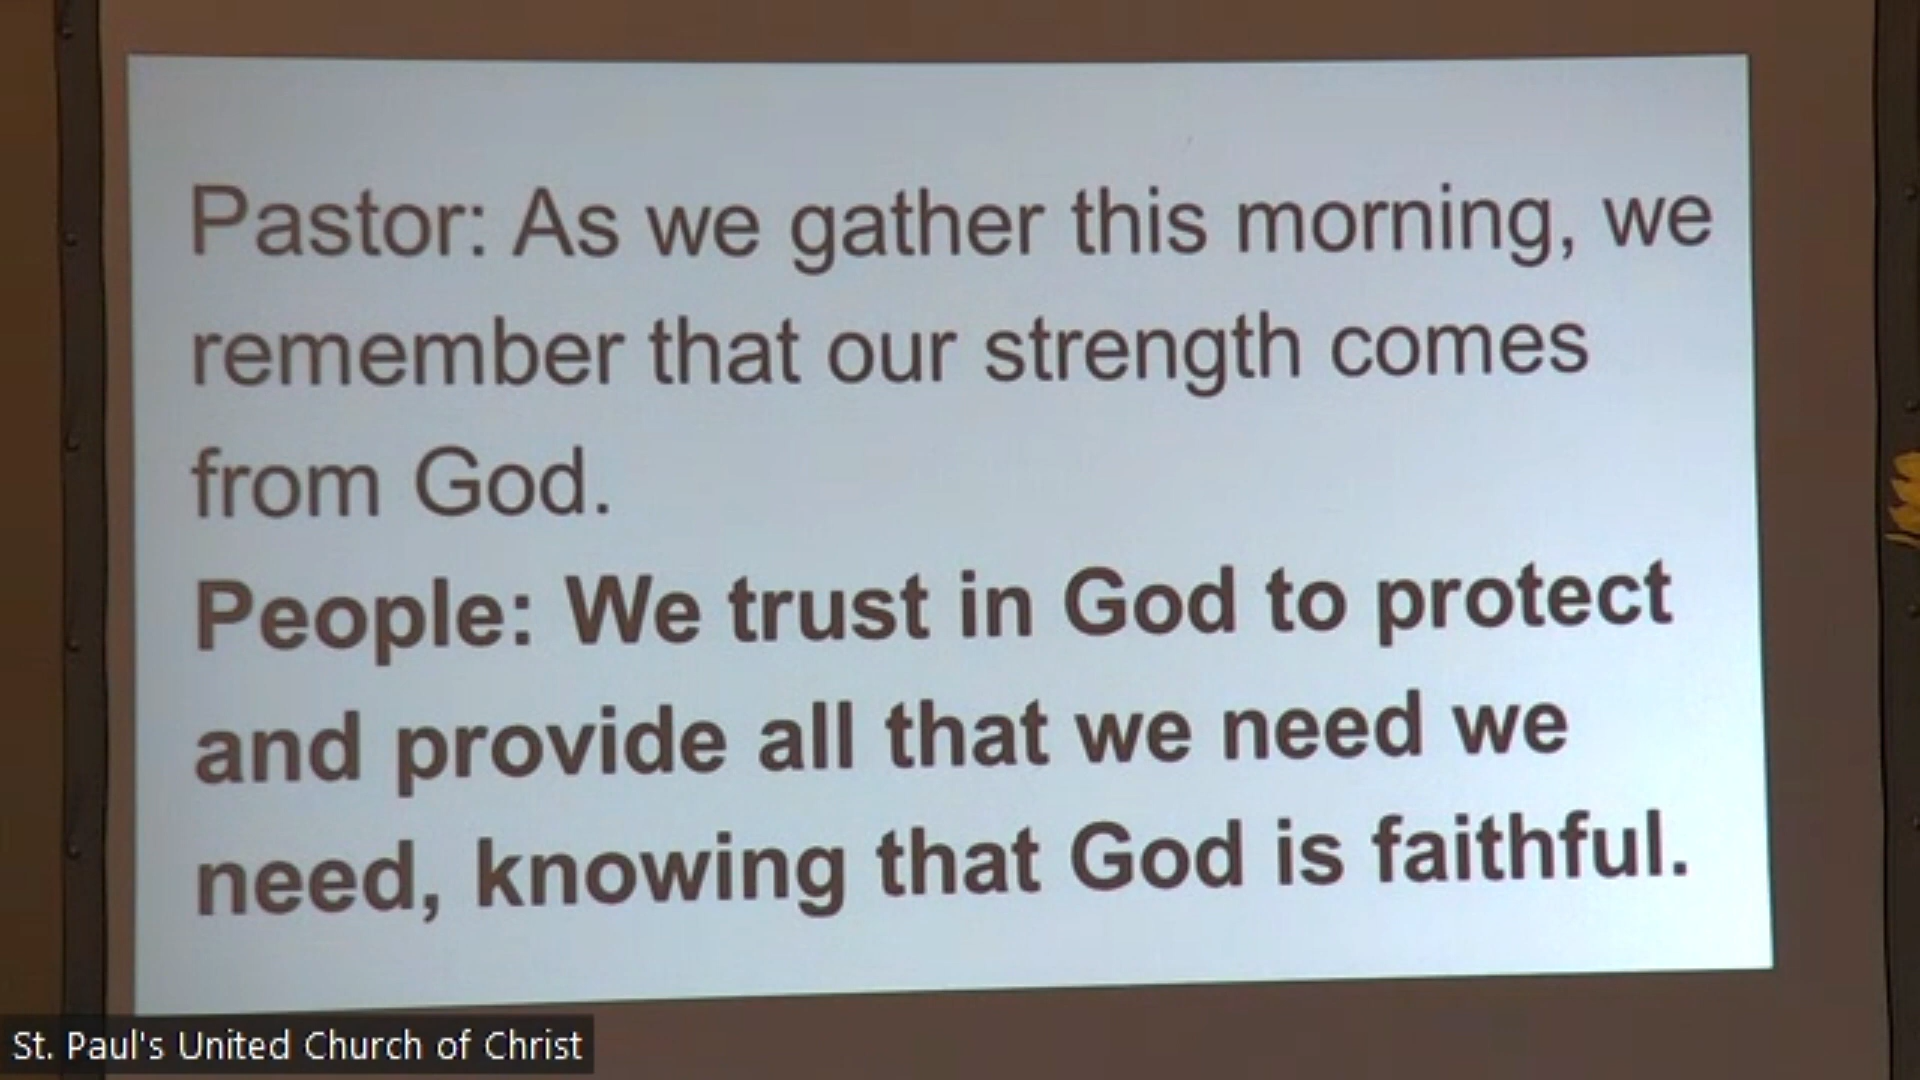 Pastor: As we gather this morning, we
remember that our strength comes
from God.
People: We trust in God to protect
and provide all that we need we
need, knowing that God is faithful.
St. Paul's United Church of Christ